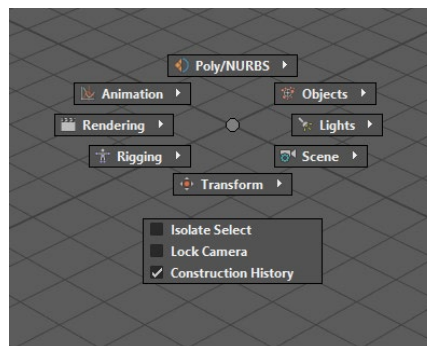 Poly/NURBS
Animation
Objects
Rendering
Lights
Rigging
Scene
Transform
Isolate Select
Lock Camera
Construction History